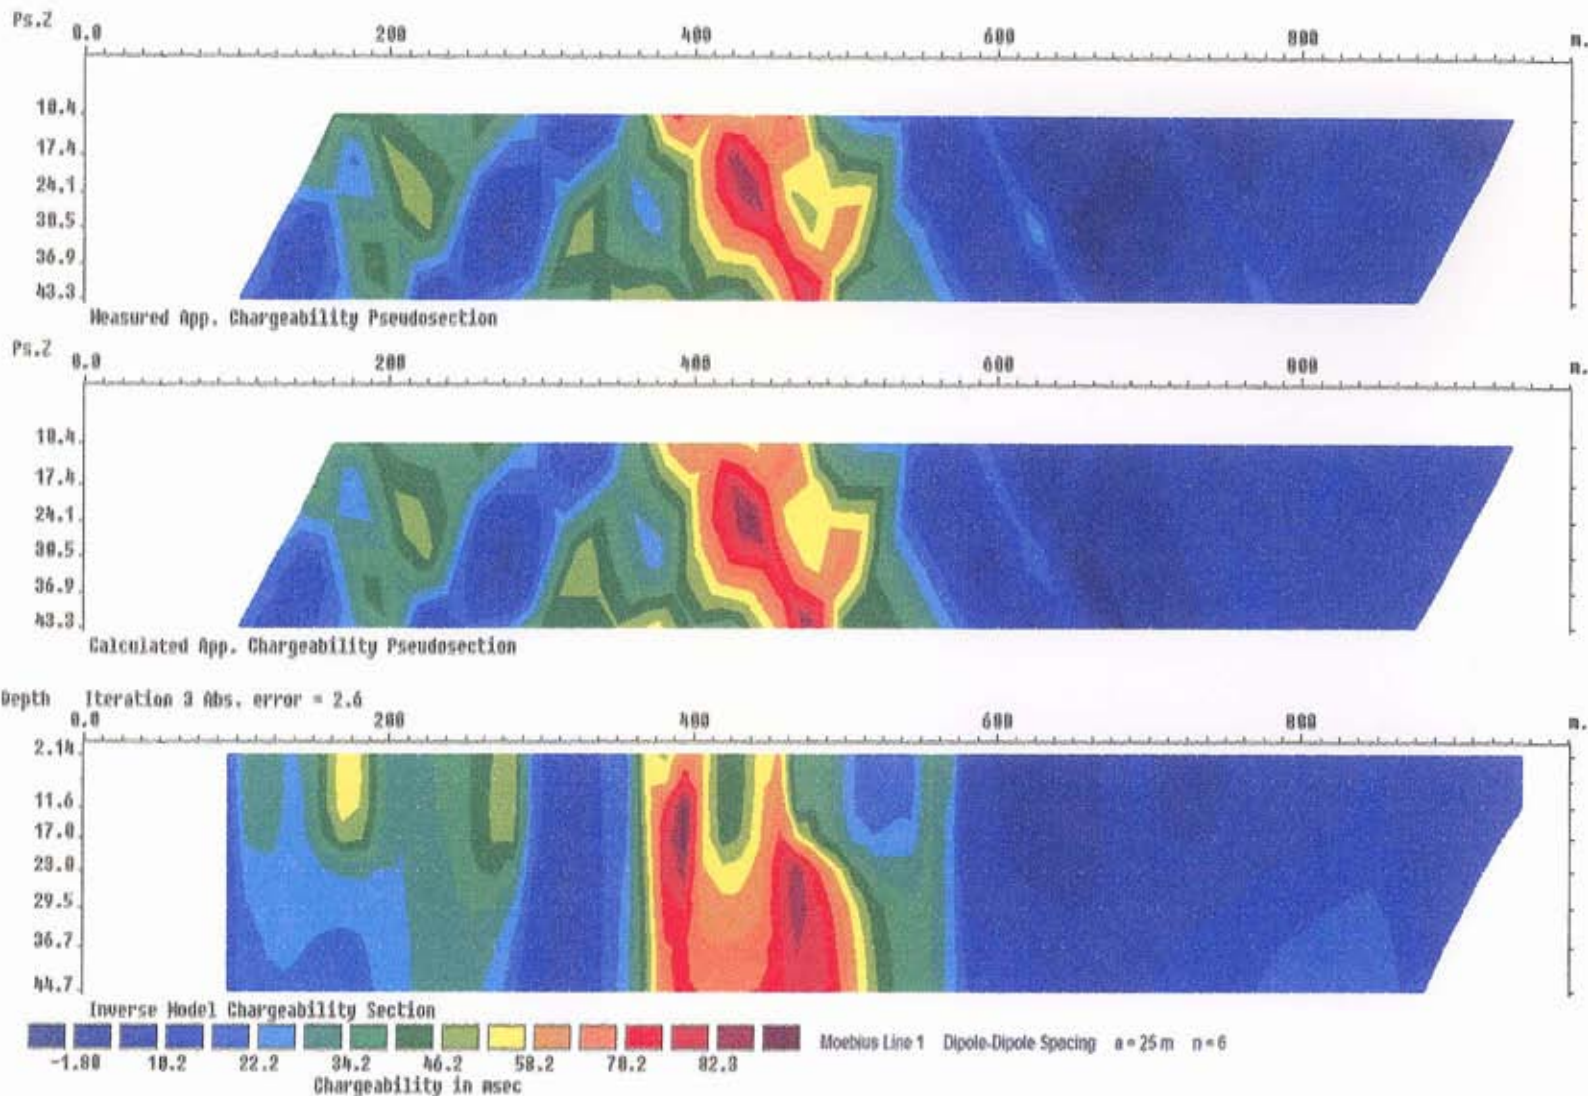 Ps.Z 0.0 200 400 600 800 m.
10.4
17.4
24.1
30.5
36.9
43.3
Measured App. Chargeability Pseudosection
Ps.Z 0.0 200 400 600 800 m.
10.4
17.4
24.1
30.5
36.9
43.3
Calculated App. Chargeability Pseudosection
Depth Iteration 3 Abs. error = 2.6
0.0 200 400 600 800 m.
2.14
11.6
17.0
23.0
29.5
36.7
44.7
Inverse Model Chargeability Section
-1.80 10.2 22.2 34.2 46.2 58.2 70.2 82.3
Moebius Line 1 Dipole-Dipole Spacing a = 25 m n = 6
Chargeability in msec